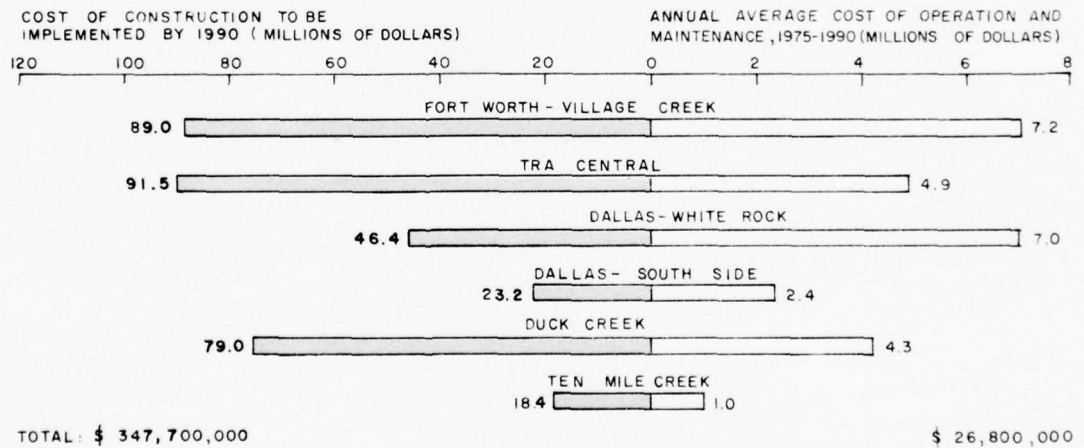 COST OF CONSTRUCTION TO BE
IMPLEMENTED BY 1990 (MILLIONS OF DOLLARS)
ANNUAL AVERAGE COST OF OPERATION AND
MAINTENANCE, 1975-1990 (MILLIONS OF DOLLARS)
120 100 80 60 40 20 0 2 4 6 8
FORT WORTH - VILLAGE CREEK
89.0 7.2
TRA CENTRAL
91.5 4.9
DALLAS-WHITE ROCK
46.4 7.0
DALLAS- SOUTH SIDE
23.2 2.4
DUCK CREEK
79.0 4.3
TEN MILE CREEK
18.4 1.0
TOTAL: $ 347,700,000 $ 26,800,000